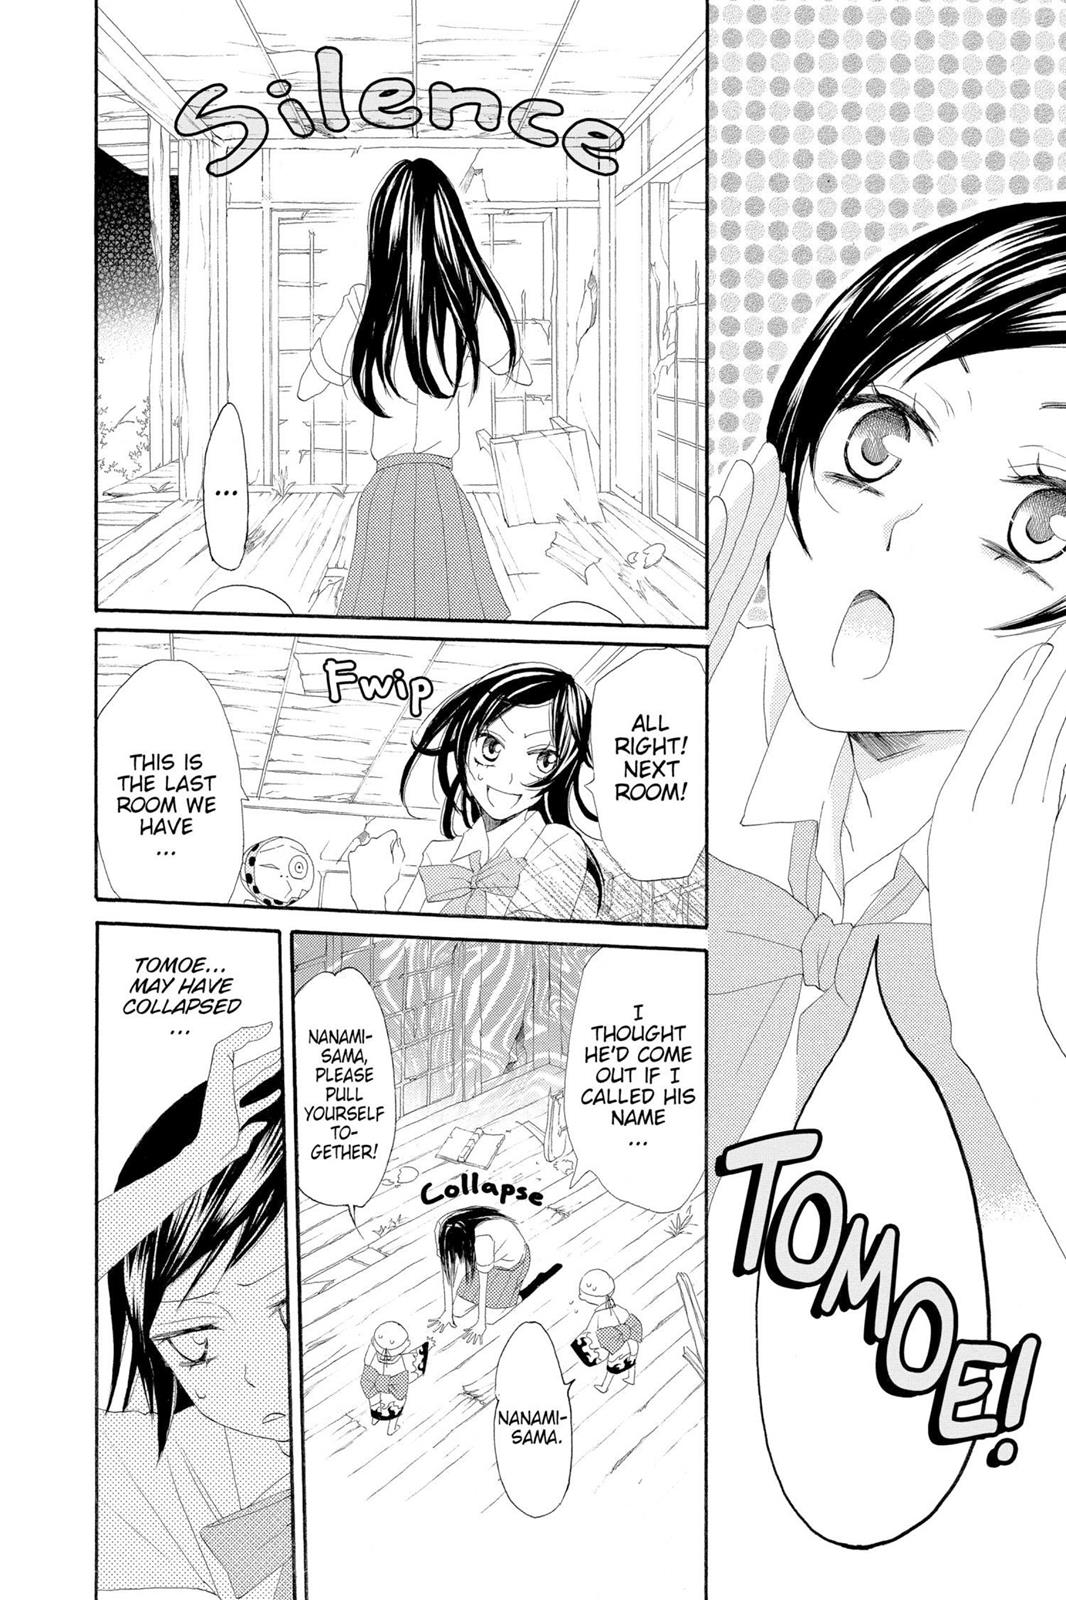 TOMOE!
Silence
...
ALL
RIGHT!
NEXT
ROOM!
Fwip
THIS IS
THE LAST
ROOM WE
HAVE
...
I
THOUGHT
HE'D COME
OUT IF I
CALLED HIS
NAME
...
Collapse
NANAMI-
SAMA,
PLEASE
PULL
YOURSELF
TO-
GETHER!
NANAMI-
SAMA.
TOMOE...
MAY HAVE
COLLAPSED
...